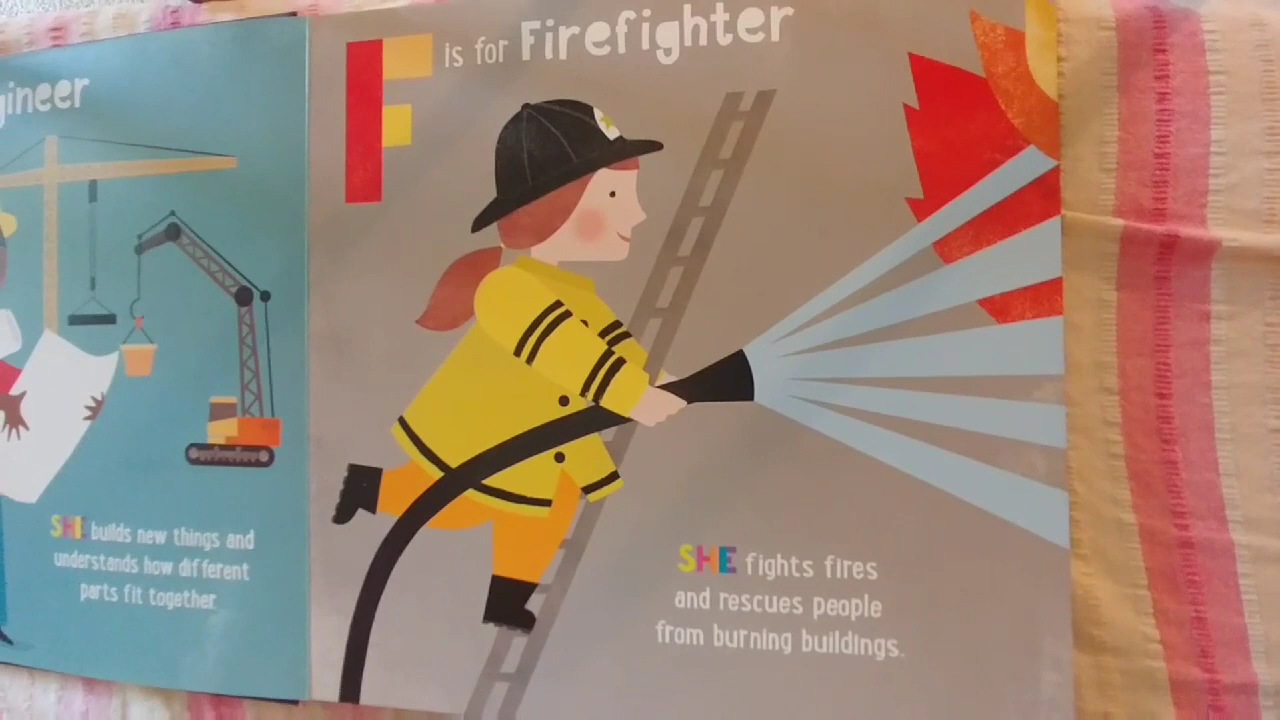 gineer
SHE builds new things and
understands how different
parts fit together
F is for Firefighter
SHE fights fires
and rescues people
from burning buildings.